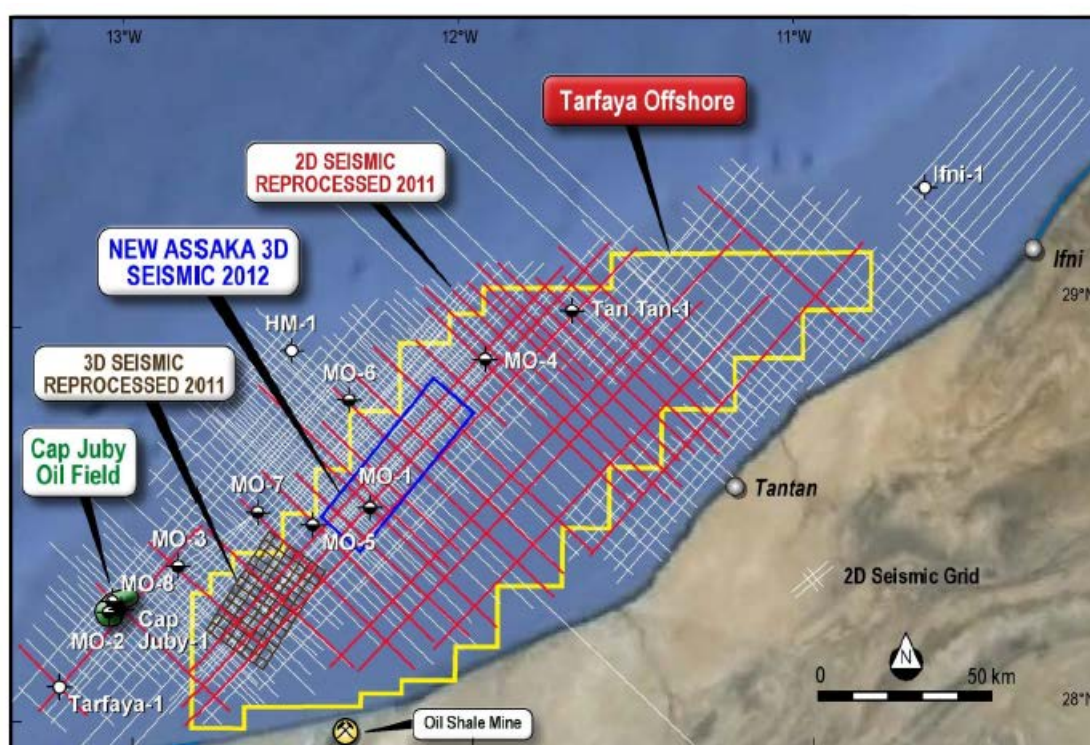 13°W
12°W
11°W
Tarfaya Offshore
2D SEISMIC
REPROCESSED 2011
Ifni-1
NEW ASSAKA 3D
SEISMIC 2012
Ifni
29°N
Tan Tan-1
HM-1
MO-4
3D SEISMIC
REPROCESSED 2011
MO-6
Cap Juby
Oil Field
MO-1
MO-7
Tantan
MO-5
MO-3
MO-8
2D Seismic Grid
MO-2
Cap
Juby-1
N
0
50 km
Tarfaya-1
28°N
Oil Shale Mine